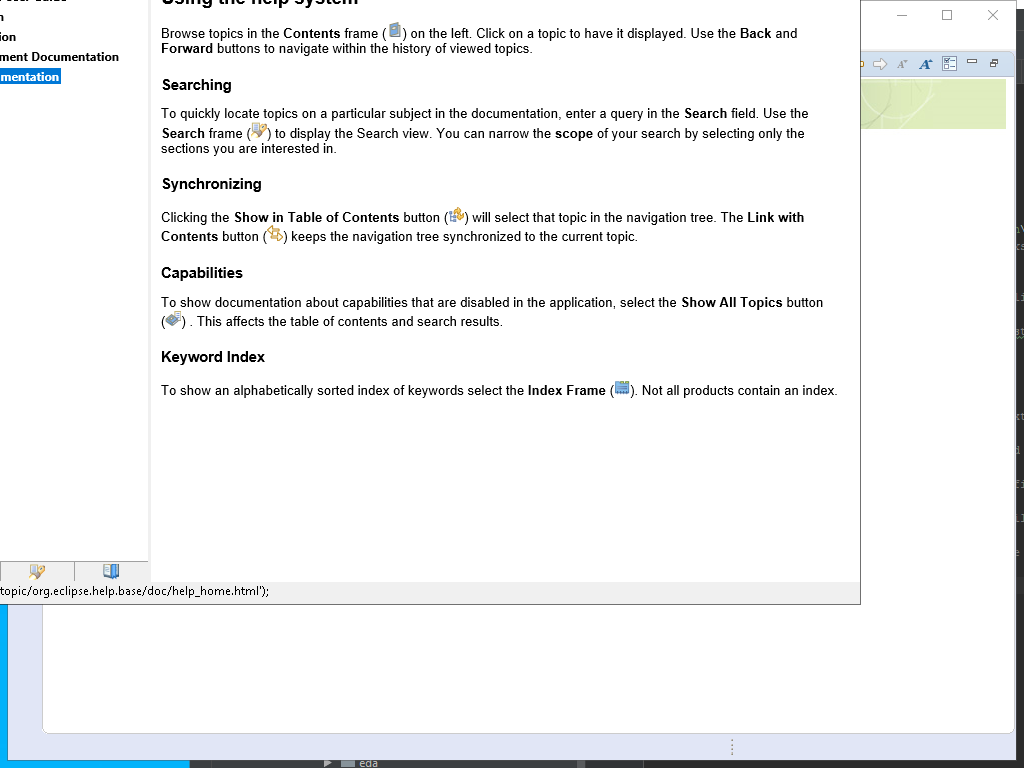 Using the help system
ion
ment Documentation
mentation
Browse topics in the Contents frame ( ) on the left. Click on a topic to have it displayed. Use the Back and
Forward buttons to navigate within the history of viewed topics.
Searching
To quickly locate topics on a particular subject in the documentation, enter a query in the Search field. Use the
Search frame ( ) to display the Search view. You can narrow the scope of your search by selecting only the
sections you are interested in.
Synchronizing
Clicking the Show in Table of Contents button ( ) will select that topic in the navigation tree. The Link with
Contents button ( ) keeps the navigation tree synchronized to the current topic.
Capabilities
To show documentation about capabilities that are disabled in the application, select the Show All Topics button
( ) . This affects the table of contents and search results.
Keyword Index
To show an alphabetically sorted index of keywords select the Index Frame ( ). Not all products contain an index.
topic/org.eclipse.help.base/doc/help_home.html');
eda